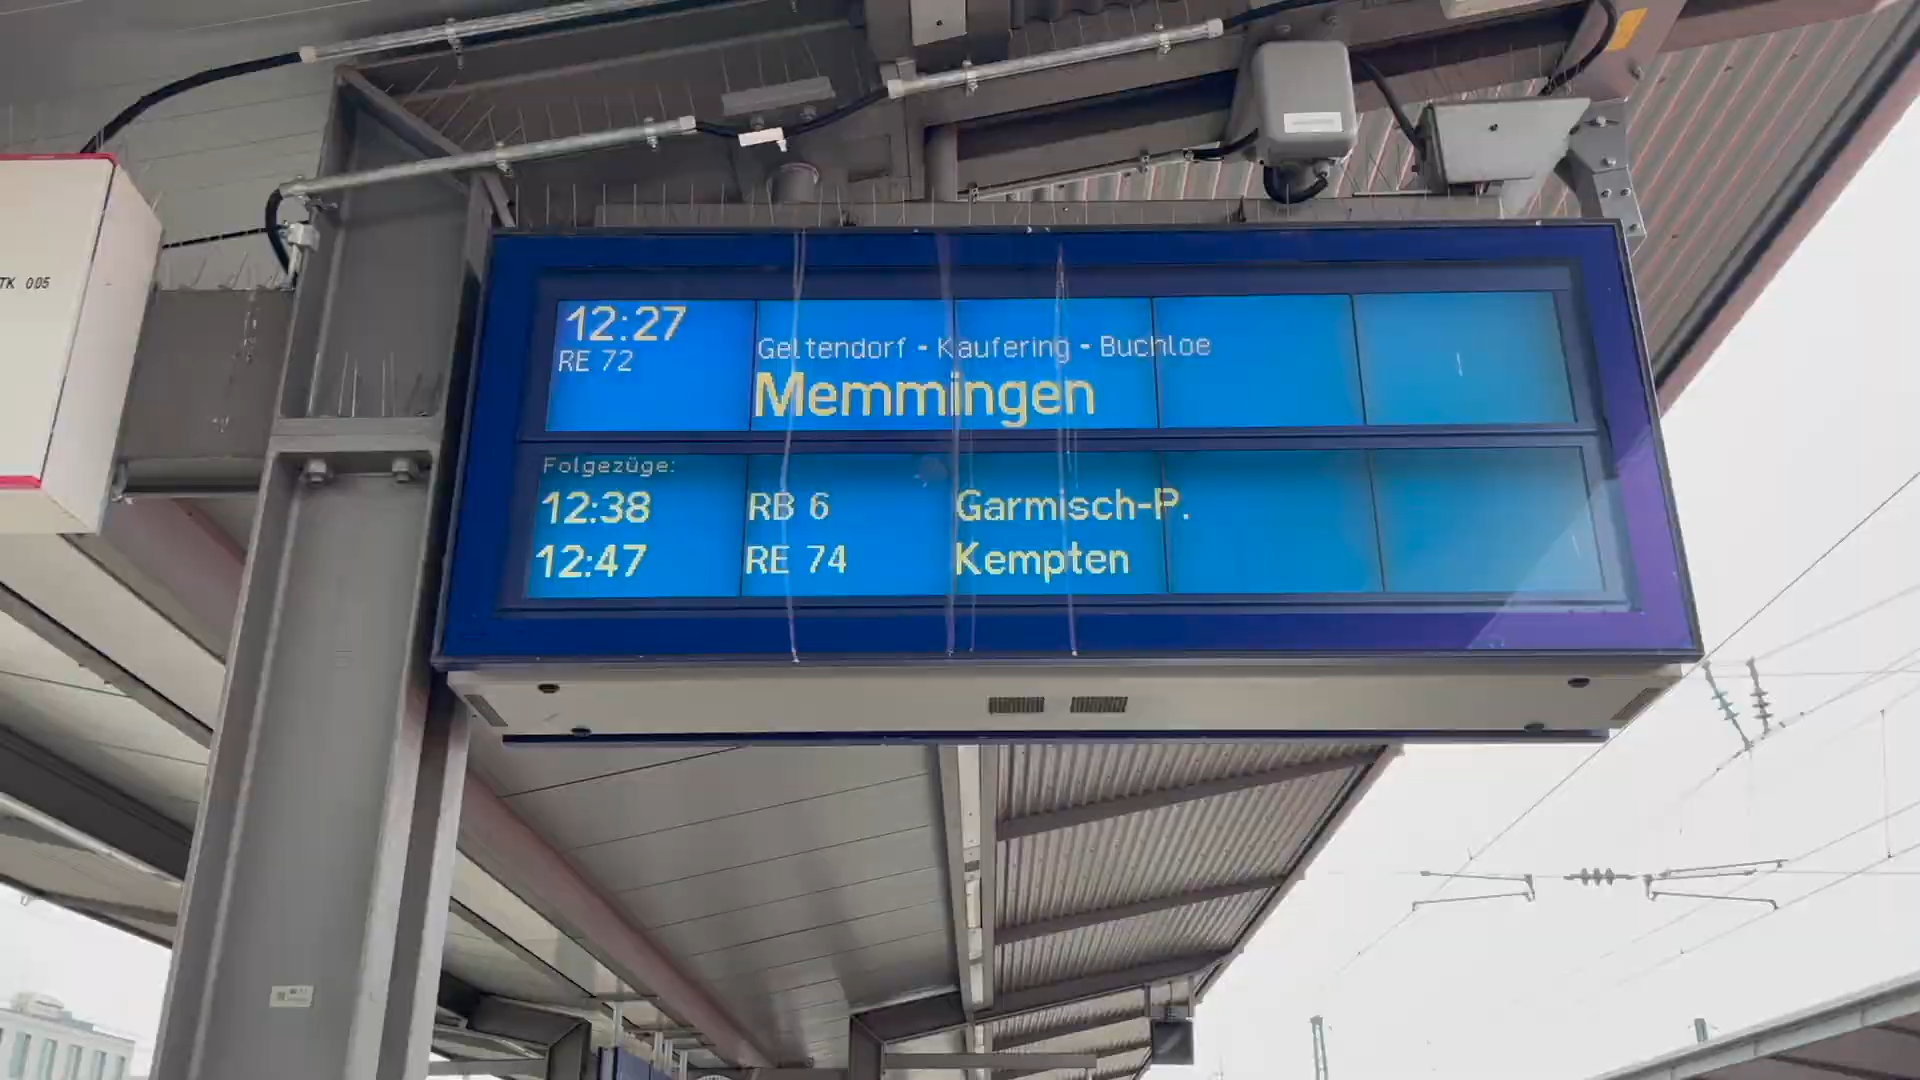 TK 005
12:27
RE 72
Geltendorf - Kaufering - Buchloe
Memmingen
Folgezüge:
12:38 RB 6 Garmisch-P.
12:47 RE 74 Kempten